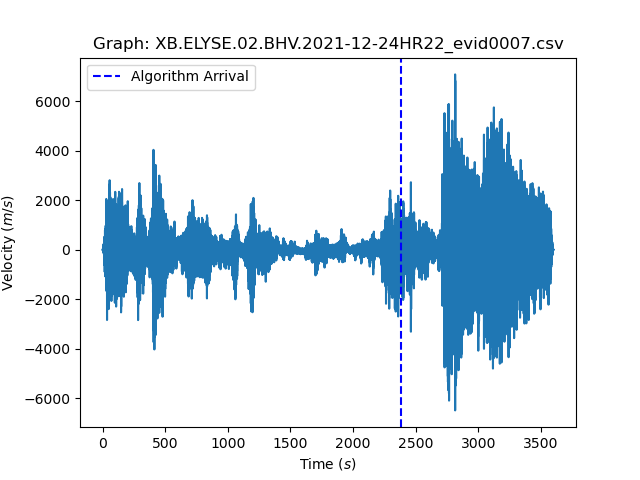 Graph: XB.ELYSE.02.BHV.2021-12-24HR22_evid0007.csv
Algorithm Arrival
6000
4000
2000
0
−2000
−4000
−6000
Velocity (m/s)
0 500 1000 1500 2000 2500 3000 3500
Time (s)